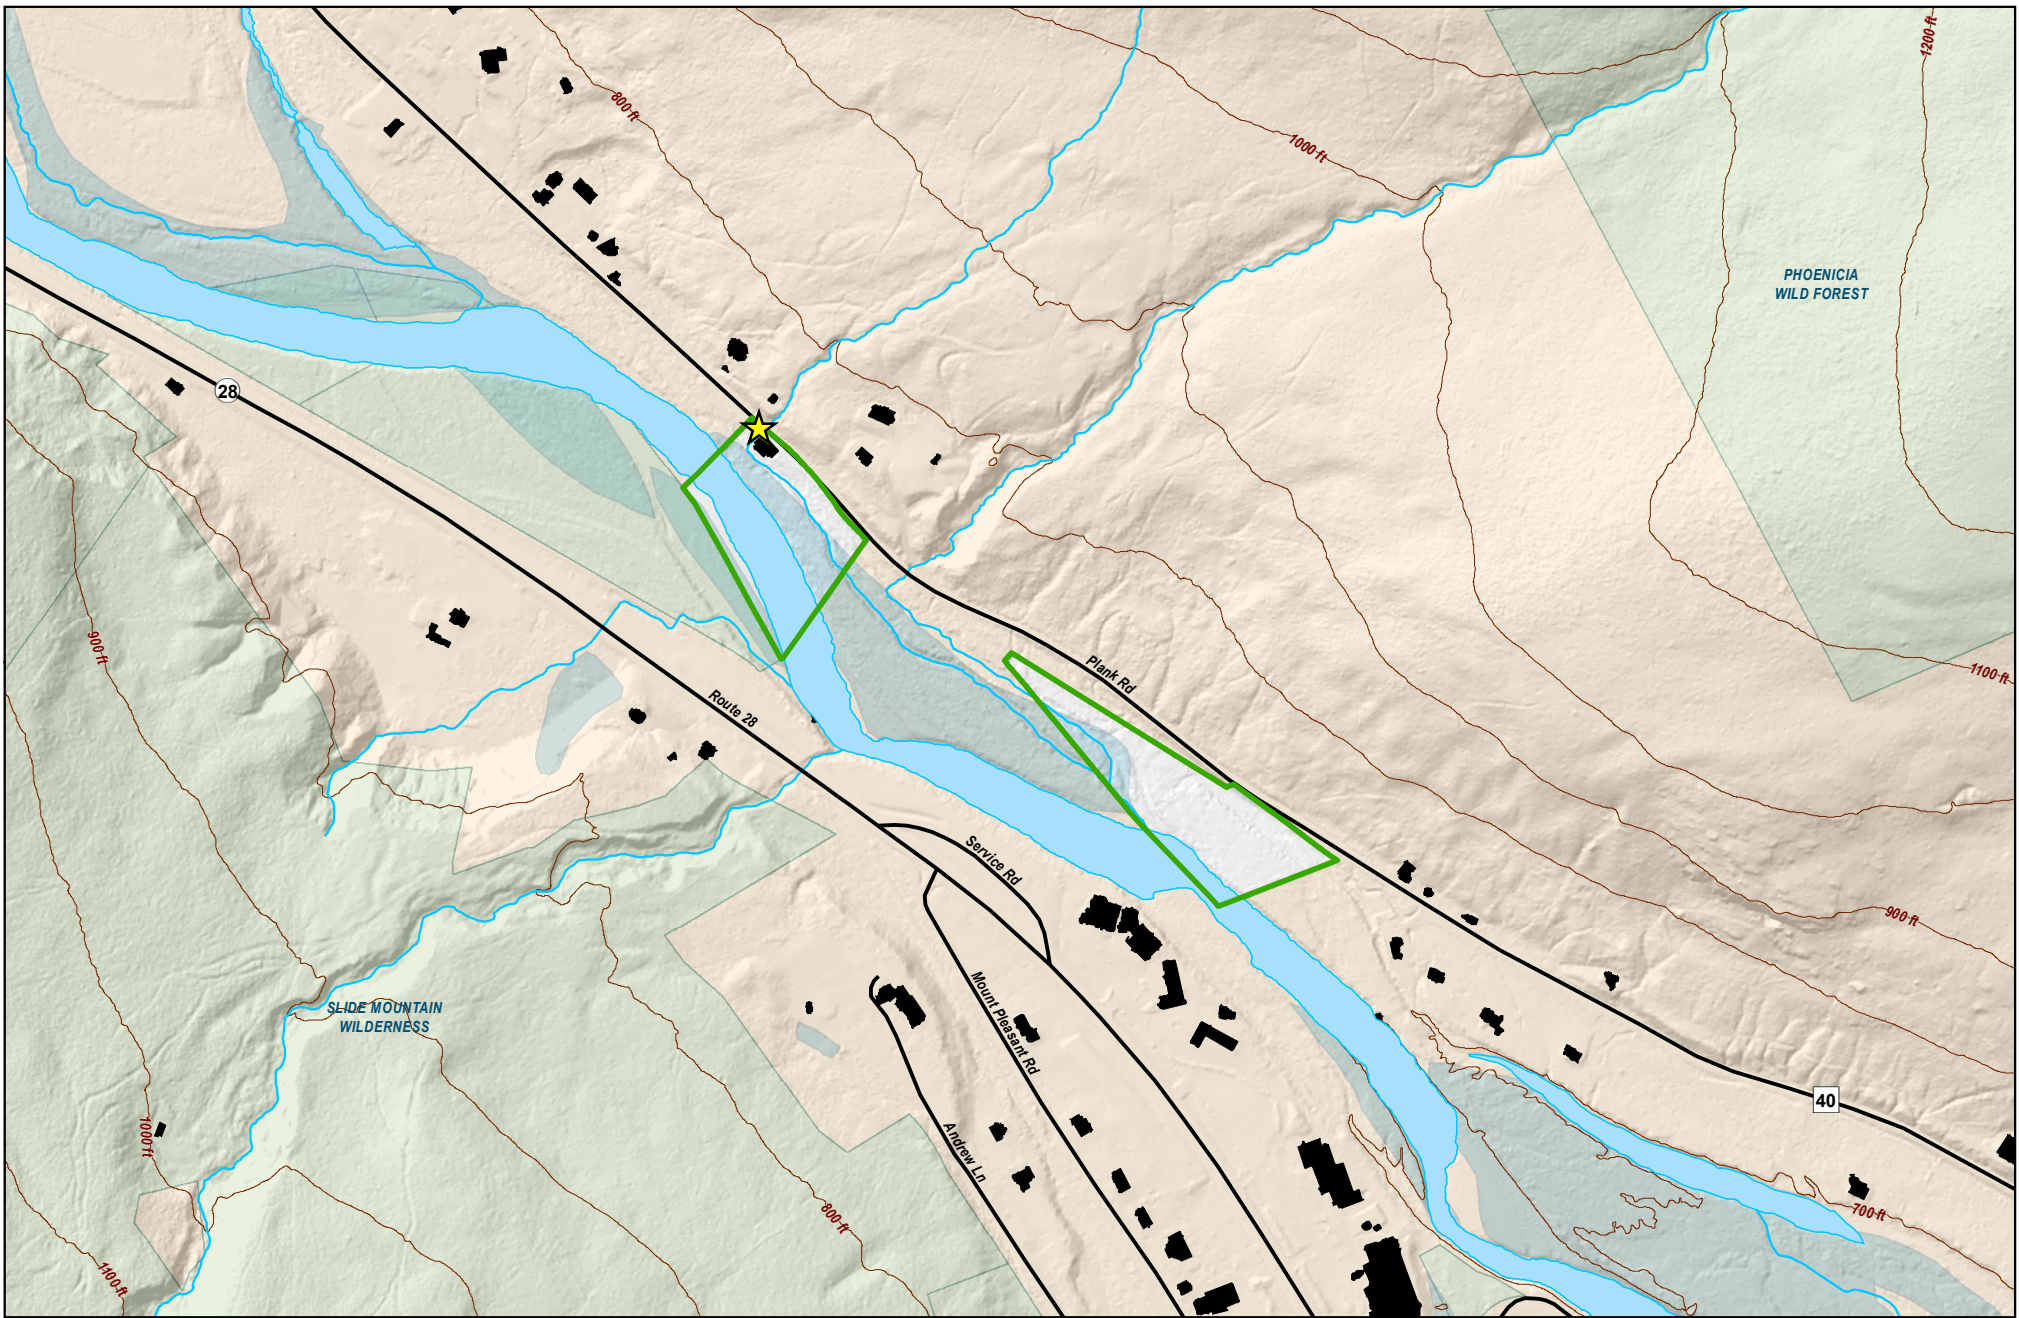 1200 ft
800 ft
1000 ft
PHOENICIA
WILD FOREST
28
900 ft
Plank Rd
1100 ft
Route 28
Service Rd
900 ft
SLIDE MOUNTAIN
WILDERNESS
Mount Pleasant Rd
40
1000 ft
Andrew Ln
800 ft
700 ft
1100 ft